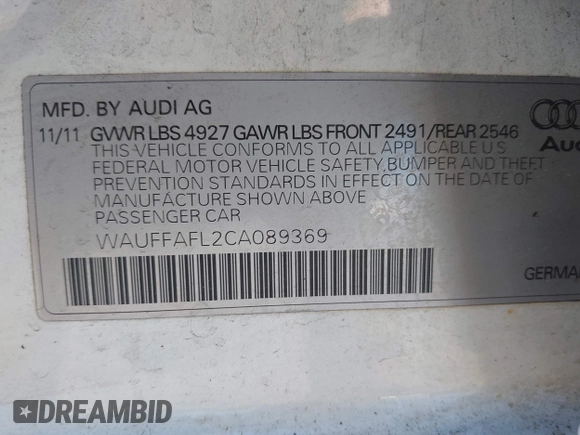 MFD. BY AUDI AG
11/11 GVWR LBS 4927 GAWR LBS FRONT 2491/REAR 2546
THIS VEHICLE CONFORMS TO ALL APPLICABLE U.S.
FEDERAL MOTOR VEHICLE SAFETY, BUMPER AND THEFT
PREVENTION STANDARDS IN EFFECT ON THE DATE OF
MANUFACTURE SHOWN ABOVE
PASSENGER CAR
WAUFFAFL2CA089369
Aud
GERMA
DREAMBID